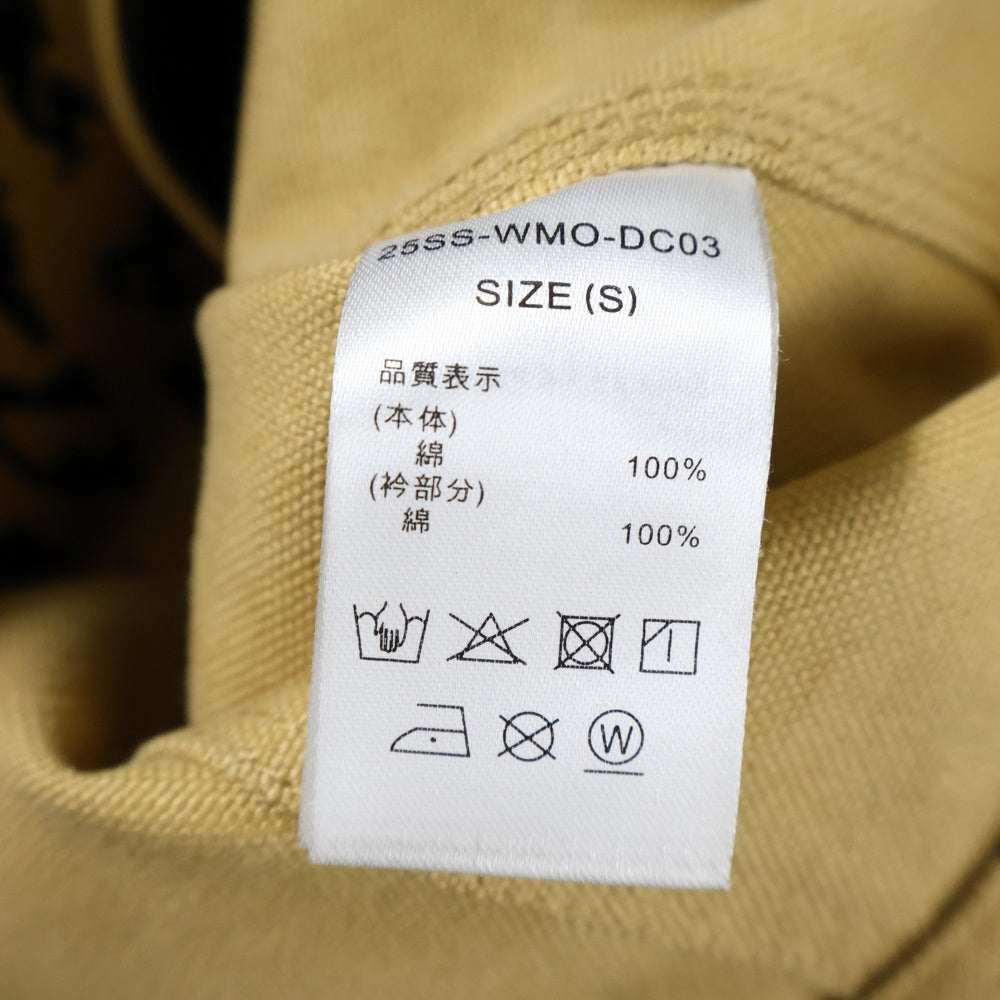 25SS-WMO-DC03
SIZE (S)
品質表示
(本体)
綿 100%
(衿部分)
綿 100%
W